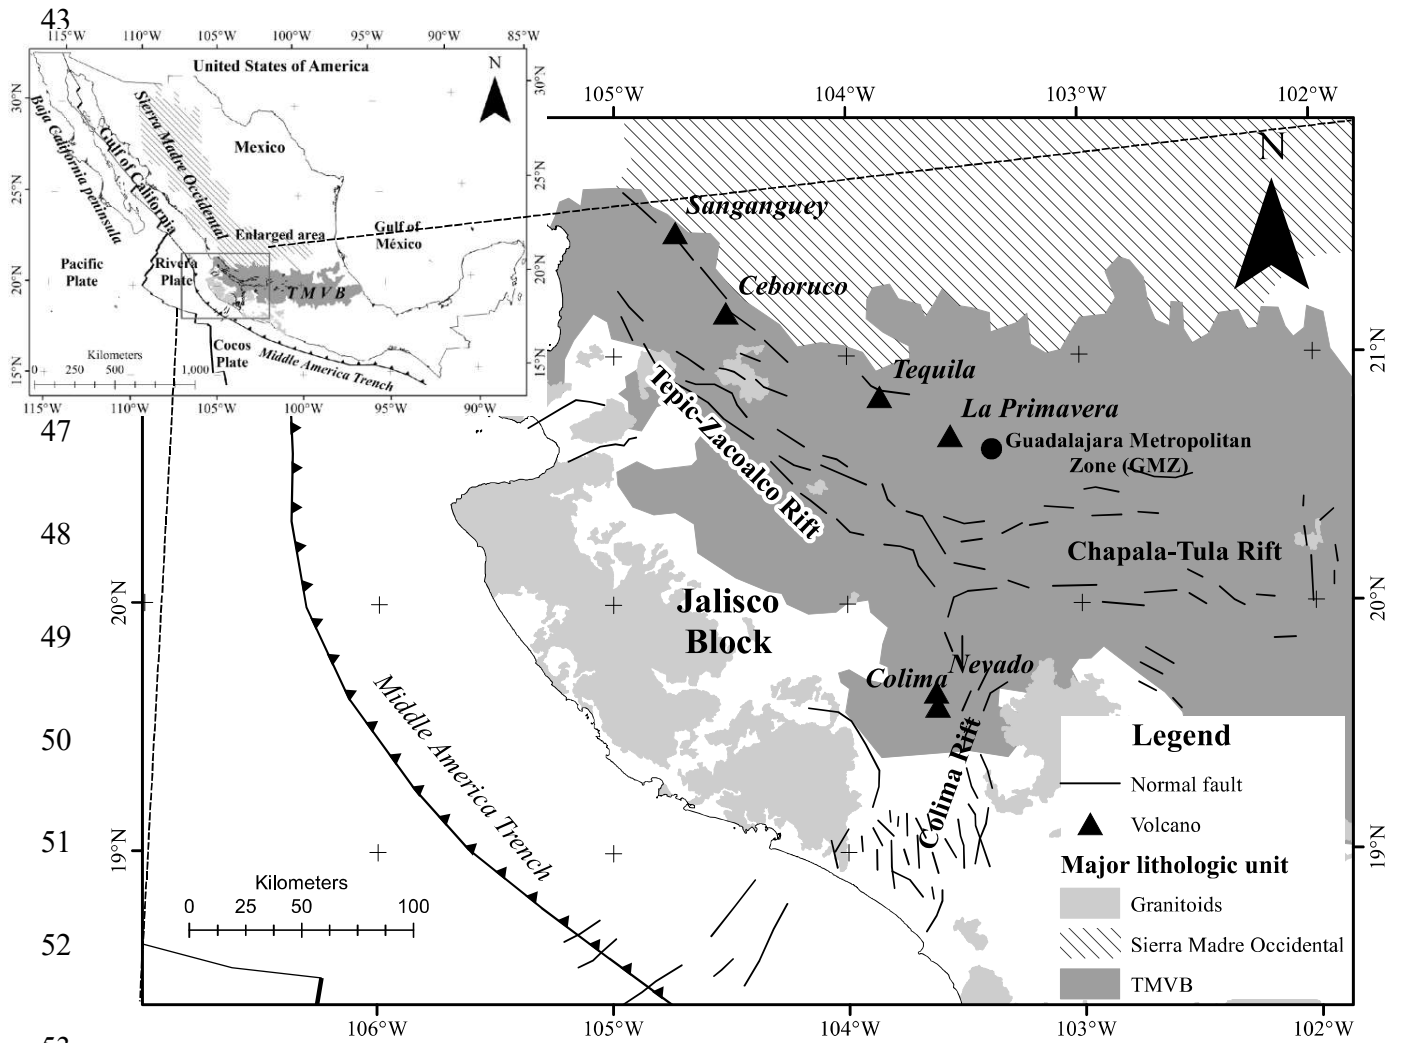 43
115°W 110°W 105°W 100°W 95°W 90°W 85°W
United States of America
N
30°N
30°N
Sierra Madre Occidental
Baja California peninsula
Gulf of California
Mexico
25°N
25°N
Enlarged area
Gulf of
México
Pacific
Plate
Rivera
Plate
20°N
20°N
T M V B
Cocos
Plate
Middle America Trench
Kilometers
0 250 500 1,000
15°N
15°N
115°W 110°W 105°W 100°W 95°W 90°W
105°W 104°W 103°W 102°W
N
Sanganguey
Ceboruco
21°N
Tequila
La Primavera
Guadalajara Metropolitan
Zone (GMZ)
Tepic-Zacoalco Rift
47
48
Chapala-Tula Rift
20°N
20°N
Jalisco
Block
49
Nevado
Colima
Colima Rift
Middle America Trench
50
51
19°N
19°N
52
Kilometers
0 25 50 100
Legend
Normal fault
Volcano
Major lithologic unit
Granitoids
Sierra Madre Occidental
TMVB
106°W 105°W 104°W 103°W 102°W